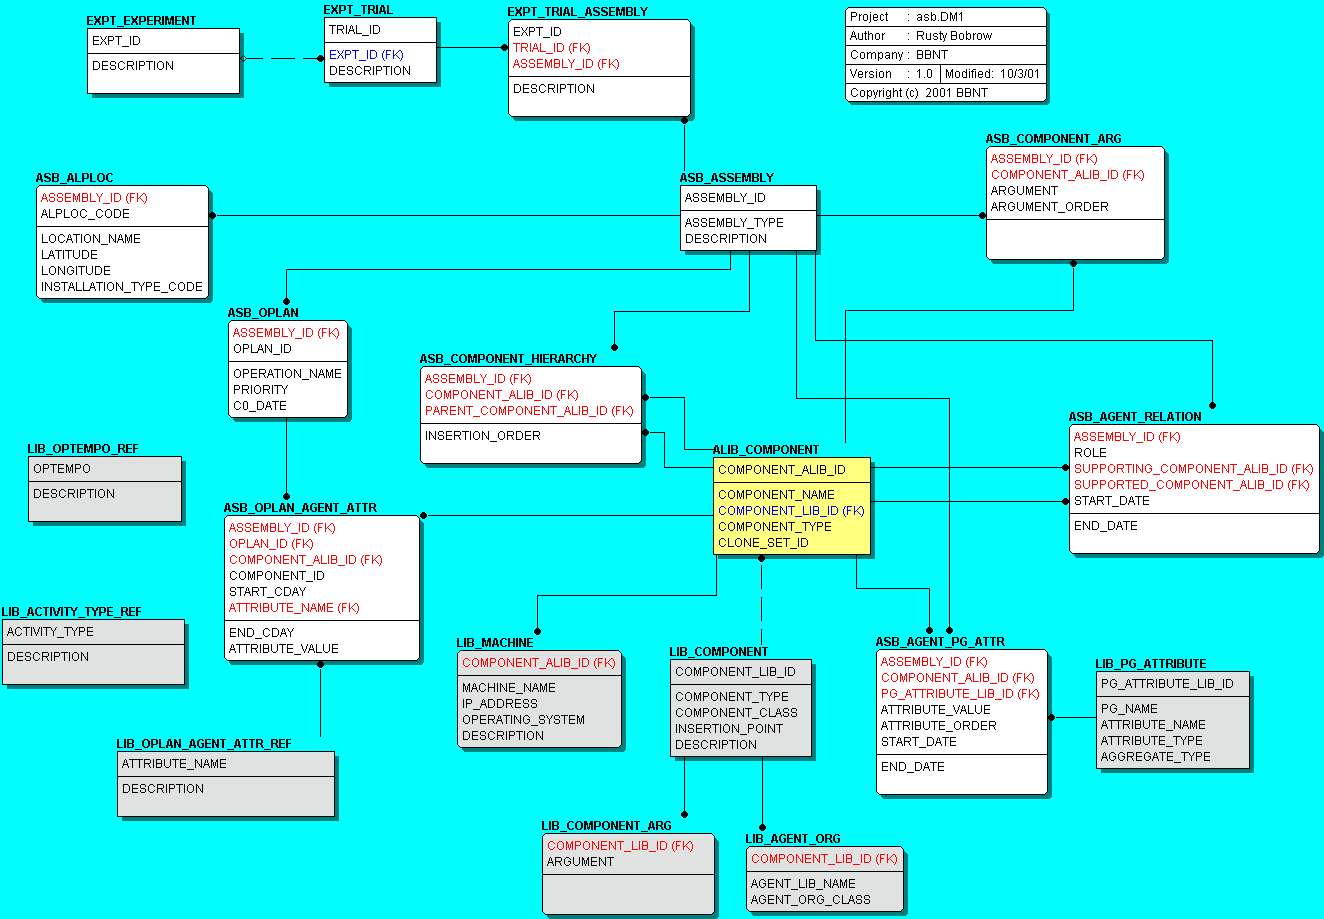 EXPT_EXPERIMENT
EXPT_ID
DESCRIPTION
EXPT_TRIAL
TRIAL_ID
EXPT_ID (FK)
DESCRIPTION
EXPT_TRIAL_ASSEMBLY
EXPT_ID
TRIAL_ID (FK)
ASSEMBLY_ID (FK)
DESCRIPTION
Project : asb.DM1
Author : Rusty Bobrow
Company : BBNT
Version : 1.0 Modified: 10/3/01
Copyright (c) 2001 BBNT
ASB_ALPLOC
ASSEMBLY_ID (FK)
ALPLOC_CODE
LOCATION_NAME
LATITUDE
LONGITUDE
INSTALLATION_TYPE_CODE
ASB_ASSEMBLY
ASSEMBLY_ID
ASSEMBLY_TYPE
DESCRIPTION
ASB_COMPONENT_ARG
ASSEMBLY_ID (FK)
COMPONENT_ALIB_ID (FK)
ARGUMENT
ARGUMENT_ORDER
ASB_OPLAN
ASSEMBLY_ID (FK)
OPLAN_ID
OPERATION_NAME
PRIORITY
C0_DATE
ASB_COMPONENT_HIERARCHY
ASSEMBLY_ID (FK)
COMPONENT_ALIB_ID (FK)
PARENT_COMPONENT_ALIB_ID (FK)
INSERTION_ORDER
ASB_AGENT_RELATION
ASSEMBLY_ID (FK)
ROLE
SUPPORTING_COMPONENT_ALIB_ID (FK)
SUPPORTED_COMPONENT_ALIB_ID (FK)
START_DATE
END_DATE
LIB_OPTEMPO_REF
OPTEMPO
DESCRIPTION
ALIB_COMPONENT
COMPONENT_ALIB_ID
COMPONENT_NAME
COMPONENT_LIB_ID (FK)
COMPONENT_TYPE
CLONE_SET_ID
ASB_OPLAN_AGENT_ATTR
ASSEMBLY_ID (FK)
OPLAN_ID (FK)
COMPONENT_ALIB_ID (FK)
COMPONENT_ID
START_CDAY
ATTRIBUTE_NAME (FK)
END_CDAY
ATTRIBUTE_VALUE
LIB_ACTIVITY_TYPE_REF
ACTIVITY_TYPE
DESCRIPTION
LIB_MACHINE
COMPONENT_ALIB_ID (FK)
MACHINE_NAME
IP_ADDRESS
OPERATING_SYSTEM
DESCRIPTION
LIB_COMPONENT
COMPONENT_LIB_ID
COMPONENT_TYPE
COMPONENT_CLASS
INSERTION_POINT
DESCRIPTION
ASB_AGENT_PG_ATTR
ASSEMBLY_ID (FK)
COMPONENT_ALIB_ID (FK)
PG_ATTRIBUTE_LIB_ID (FK)
ATTRIBUTE_VALUE
ATTRIBUTE_ORDER
START_DATE
END_DATE
LIB_PG_ATTRIBUTE
PG_ATTRIBUTE_LIB_ID
PG_NAME
ATTRIBUTE_NAME
ATTRIBUTE_TYPE
AGGREGATE_TYPE
LIB_OPLAN_AGENT_ATTR_REF
ATTRIBUTE_NAME
DESCRIPTION
LIB_COMPONENT_ARG
COMPONENT_LIB_ID (FK)
ARGUMENT
LIB_AGENT_ORG
COMPONENT_LIB_ID (FK)
AGENT_LIB_NAME
AGENT_ORG_CLASS